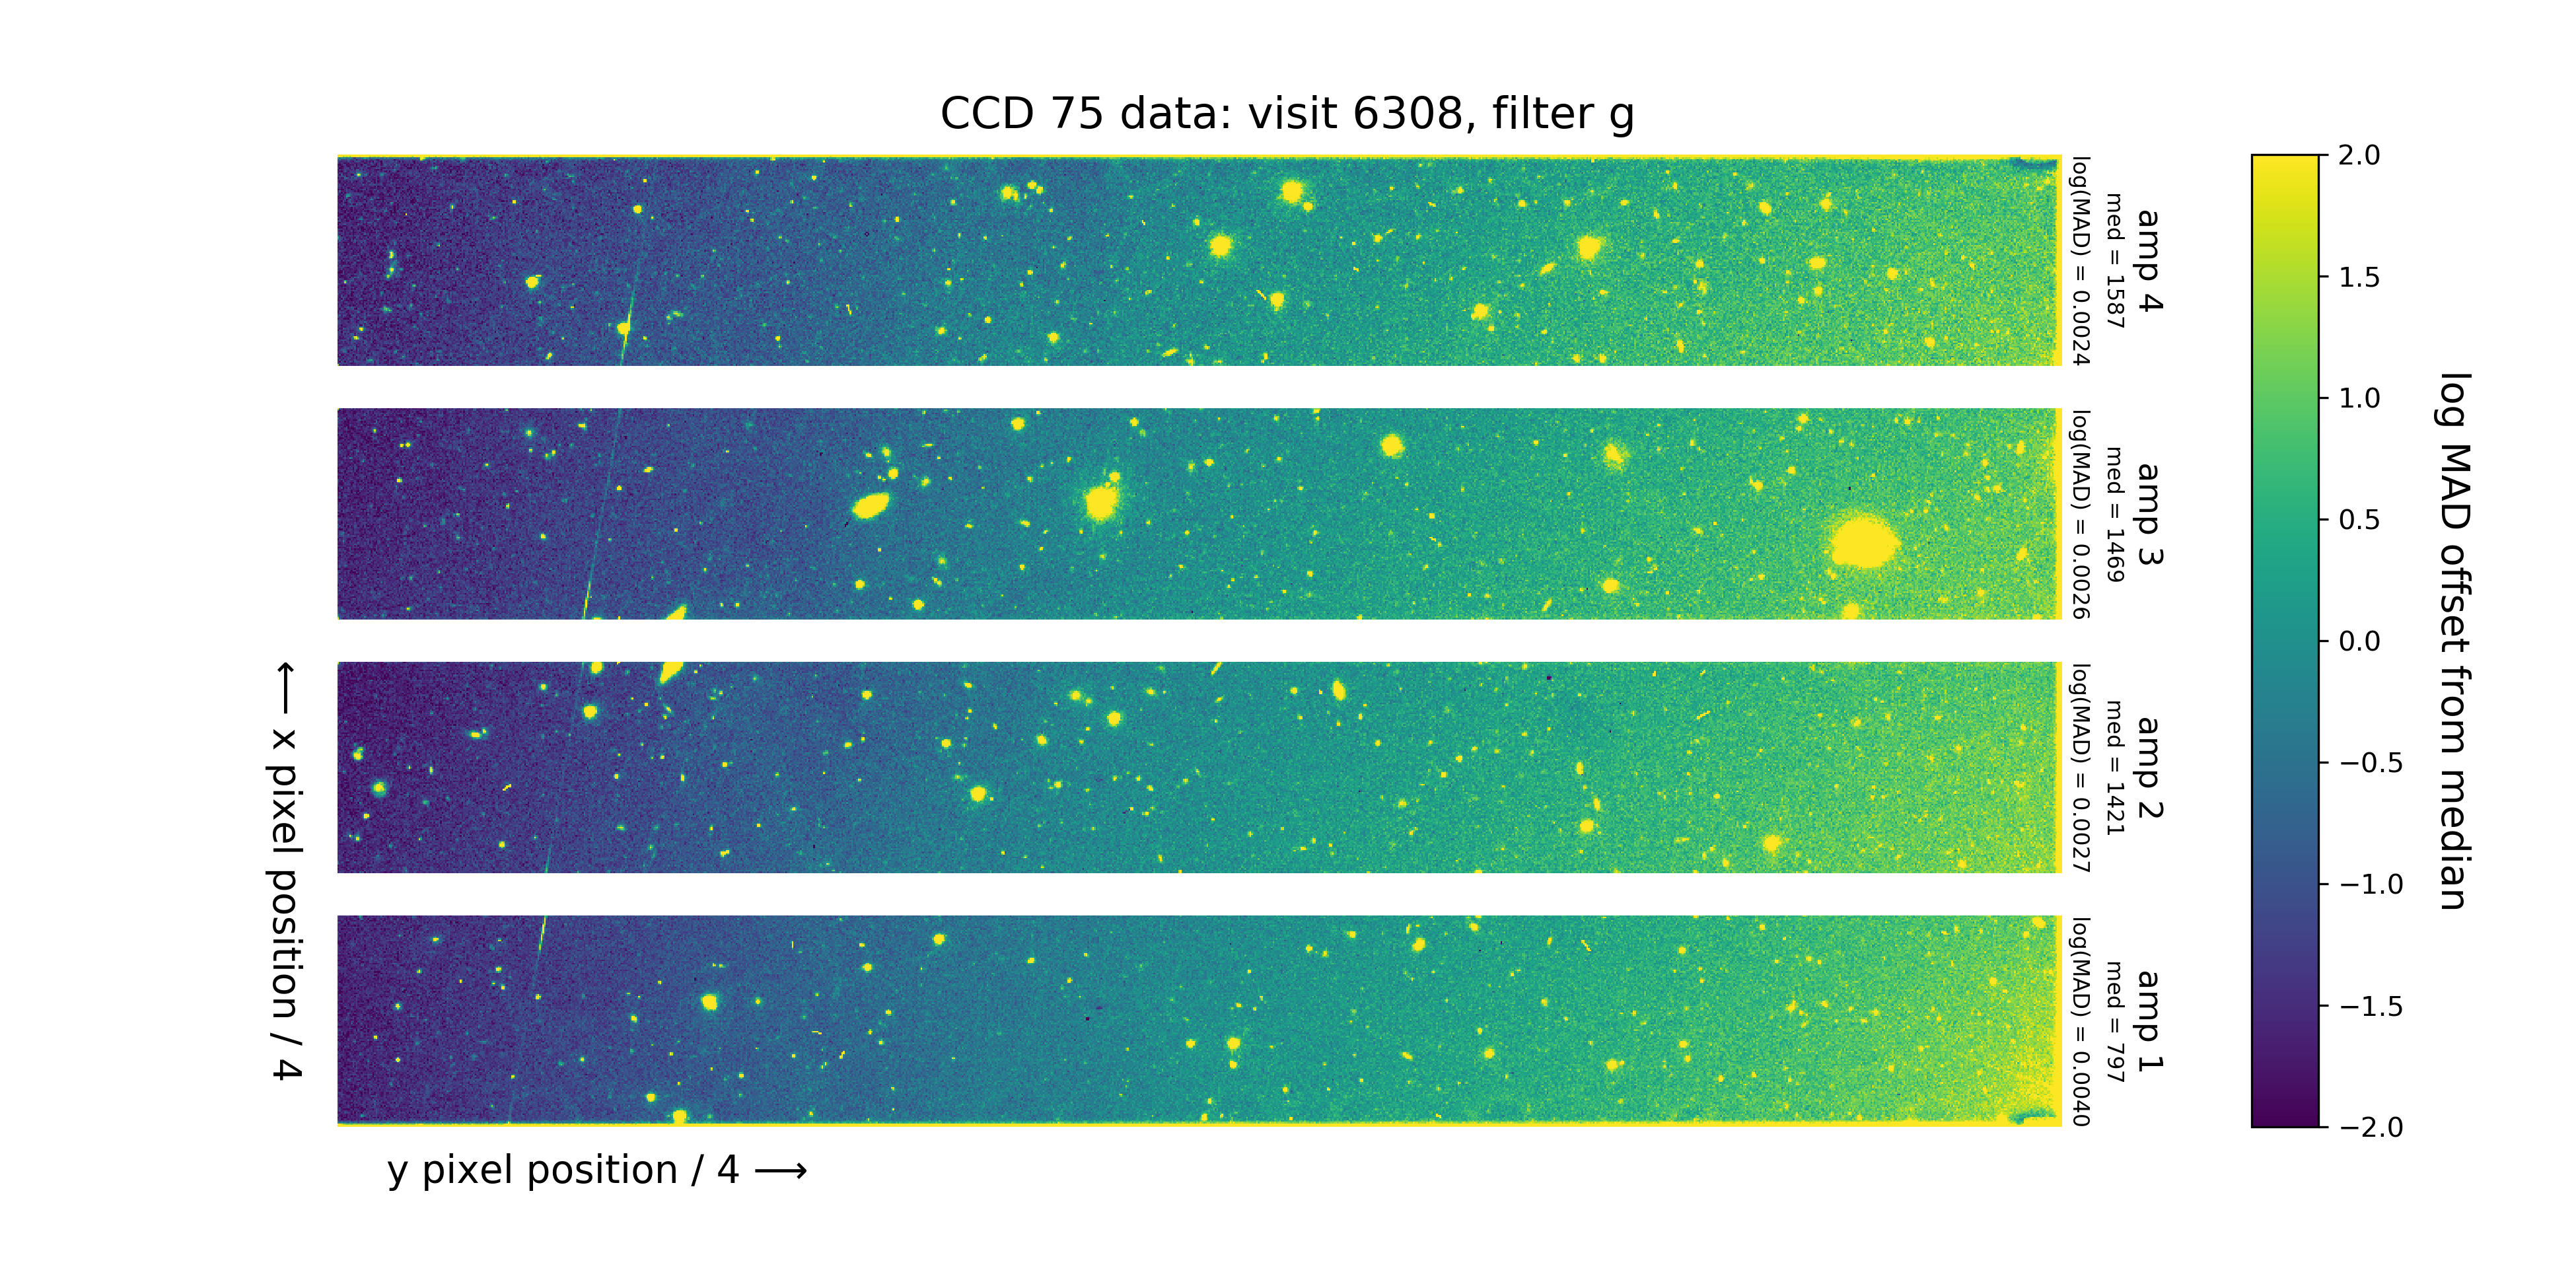 CCD 75 data: visit 6308, filter g
amp 4
med = 1587
log(MAD) = 0.0024
amp 3
med = 1469
log(MAD) = 0.0026
amp 2
med = 1421
log(MAD) = 0.0027
amp 1
med = 797
log(MAD) = 0.0040
⟵ x pixel position / 4
y pixel position / 4 ⟶
2.0
1.5
1.0
0.5
0.0
−0.5
−1.0
−1.5
−2.0
log MAD offset from median